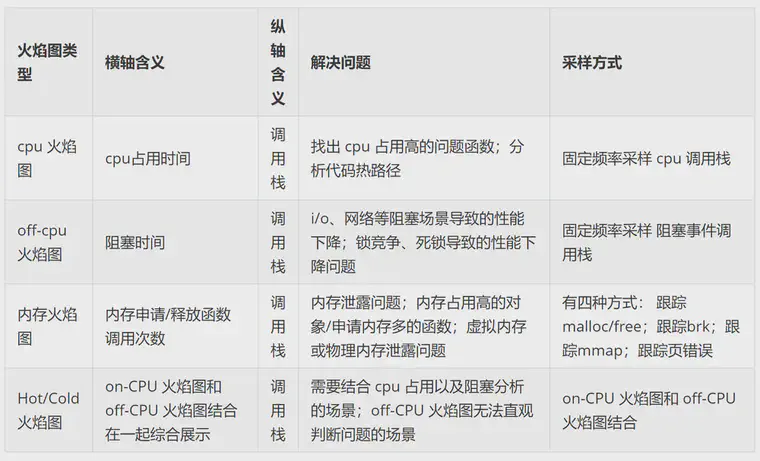 火焰图类
型
横轴含义
纵
轴
含
义
解决问题
采样方式
cpu 火焰
图
cpu占用时间
调
用
栈
找出 cpu 占用高的问题函数；分
析代码热路径
固定频率采样 cpu 调用栈
off-cpu
火焰图
阻塞时间
调
用
栈
i/o、网络等阻塞场景导致的性能
下降；锁竞争、死锁导致的性能下
降问题
固定频率采样 阻塞事件调
用栈
内存火焰
图
内存申请/释放函数
调用次数
调
用
栈
内存泄露问题；内存占用高的对
象/申请内存多的函数；虚拟内存
或物理内存泄露问题
有四种方式： 跟踪
malloc/free；跟踪brk；跟
踪mmap；跟踪页错误
Hot/Cold
火焰图
on-CPU 火焰图和
off-CPU 火焰图结合
在一起综合展示
调
用
栈
需要结合 cpu 占用以及阻塞分析
的场景；off-CPU 火焰图无法直观
判断问题的场景
on-CPU 火焰图和 off-CPU
火焰图结合